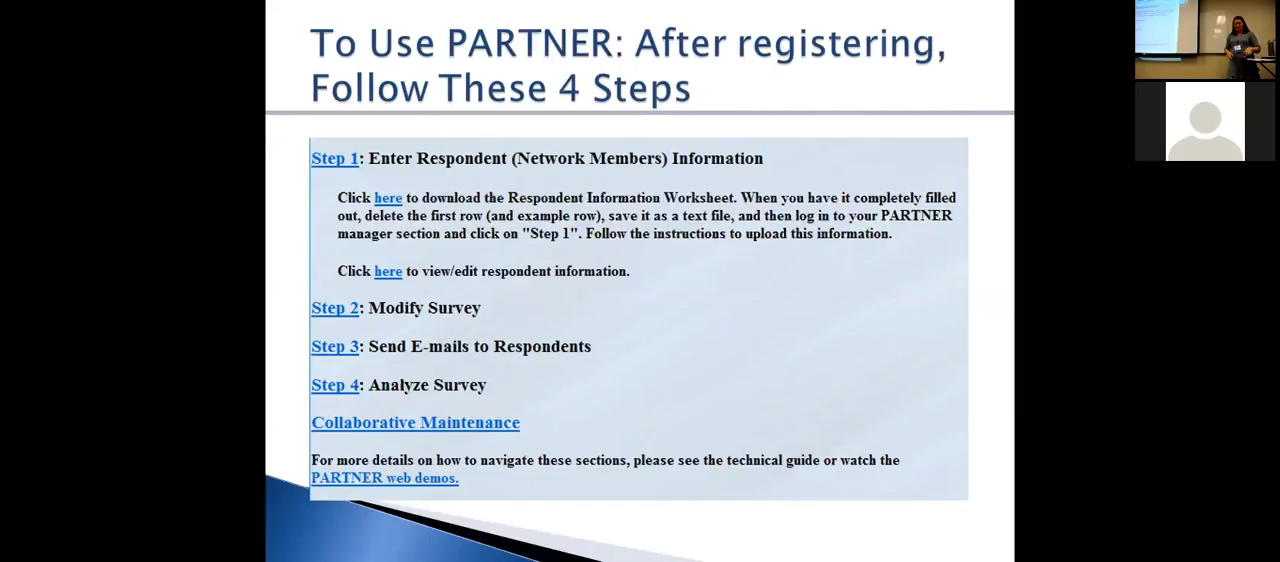 To Use PARTNER: After registering,
Follow These 4 Steps
Step 1: Enter Respondent (Network Members) Information
Click here to download the Respondent Information Worksheet. When you have it completely filled
out, delete the first row (and example row), save it as a text file, and then log in to your PARTNER
manager section and click on "Step 1". Follow the instructions to upload this information.
Click here to view/edit respondent information.
Step 2: Modify Survey
Step 3: Send E-mails to Respondents
Step 4: Analyze Survey
Collaborative Maintenance
For more details on how to navigate these sections, please see the technical guide or watch the
PARTNER web demos.